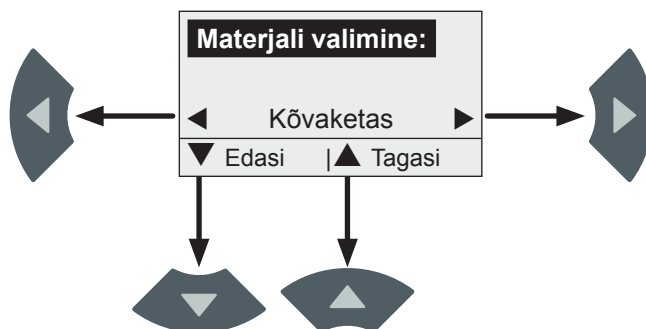 Materjali valimine:
◀ Kõvaketas ▶
▼ Edasi |▲ Tagasi